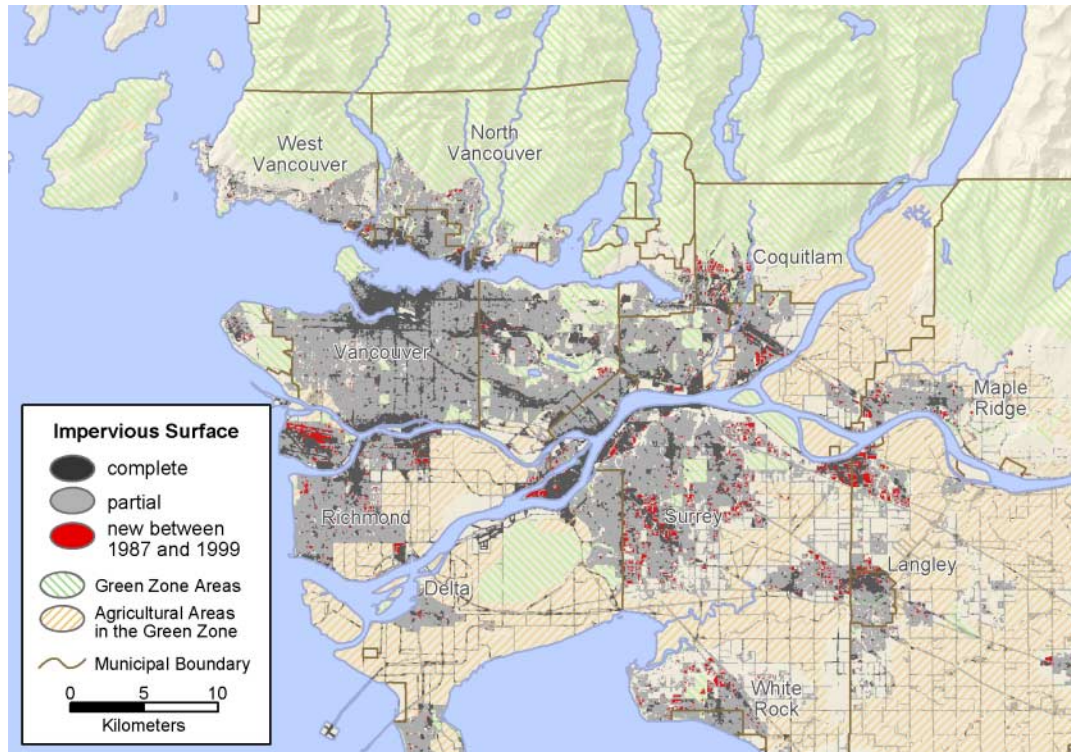 West
Vancouver
North
Vancouver
Coquitlam
Vancouver
Maple
Ridge
Richmond
Surrey
Langley
Delta
White
Rock
Impervious Surface
complete
partial
new between
1987 and 1999
Green Zone Areas
Agricultural Areas
in the Green Zone
Municipal Boundary
0 5 10
Kilometers